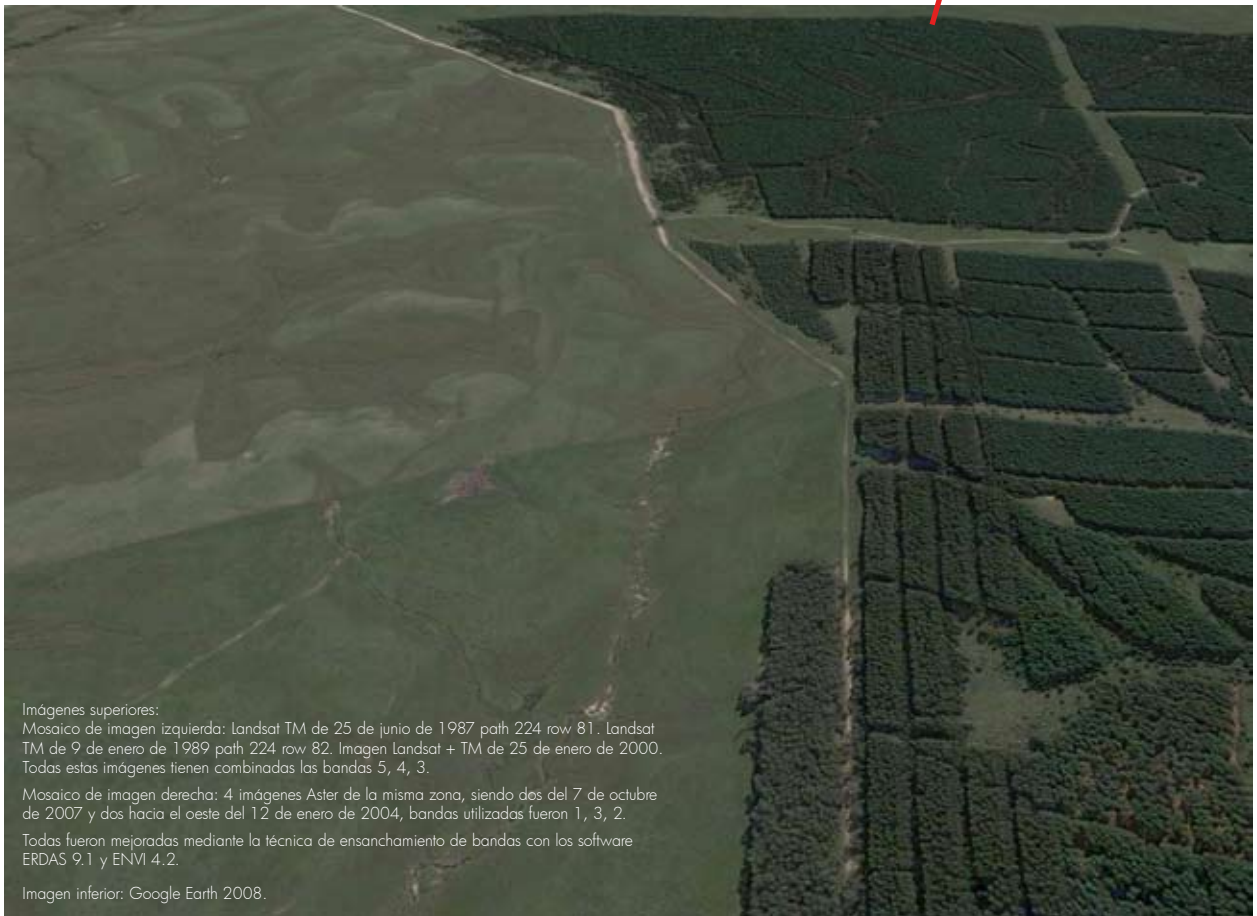 Imágenes superiores:
Mosaico de imagen izquierda: Landsat TM de 25 de junio de 1987 path 224 row 81. Landsat
TM de 9 de enero de 1989 path 224 row 82. Imagen Landsat + TM de 25 de enero de 2000.
Todas estas imágenes tienen combinadas las bandas 5, 4, 3.
Mosaico de imagen derecha: 4 imágenes Aster de la misma zona, siendo dos del 7 de octubre
de 2007 y dos hacia el oeste del 12 de enero de 2004, bandas utilizadas fueron 1, 3, 2.
Todas fueron mejoradas mediante la técnica de ensanchamiento de bandas con los software
ERDAS 9.1 y ENVI 4.2.
Imagen inferior: Google Earth 2008.